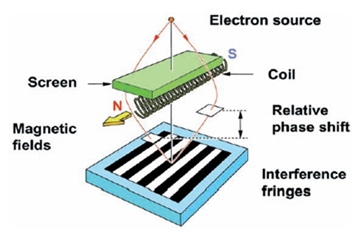 Electron source
S
Coil
Screen
N
Relative
phase shift
Magnetic
fields
Interference
fringes